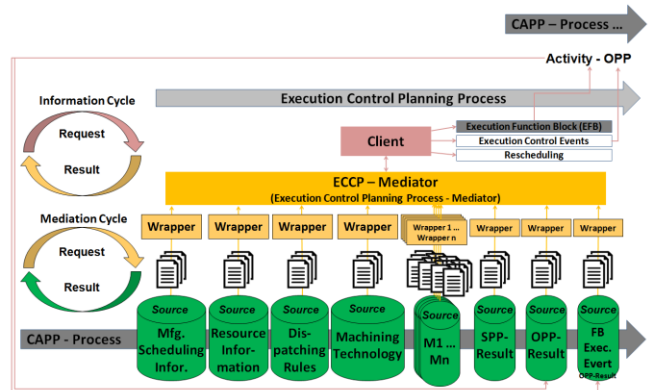 CAPP – Process ...
Activity - OPP
Information Cycle
Request
Result
Execution Control Planning Process
Execution Function Block (EFB)
Client
Execution Control Events
Rescheduling
ECCP – Mediator
(Execution Control Planning Process - Mediator)
Mediation Cycle
Request
Result
Wrapper
Wrapper
Wrapper
Wrapper
Wrapper 1 ...
Wrapper n
Wrapper
Wrapper
Wrapper
CAPP - Process
Source
Mfg.
Scheduling
Infor.
Source
Resource
Infor-
mation
Source
Dis-
patching
Rules
Source
Machining
Technology
Source
M1 ...
Mn
Source
SPP-
Result
Source
OPP-
Result
Source
FB
Exec.
Evert
OPP-Result